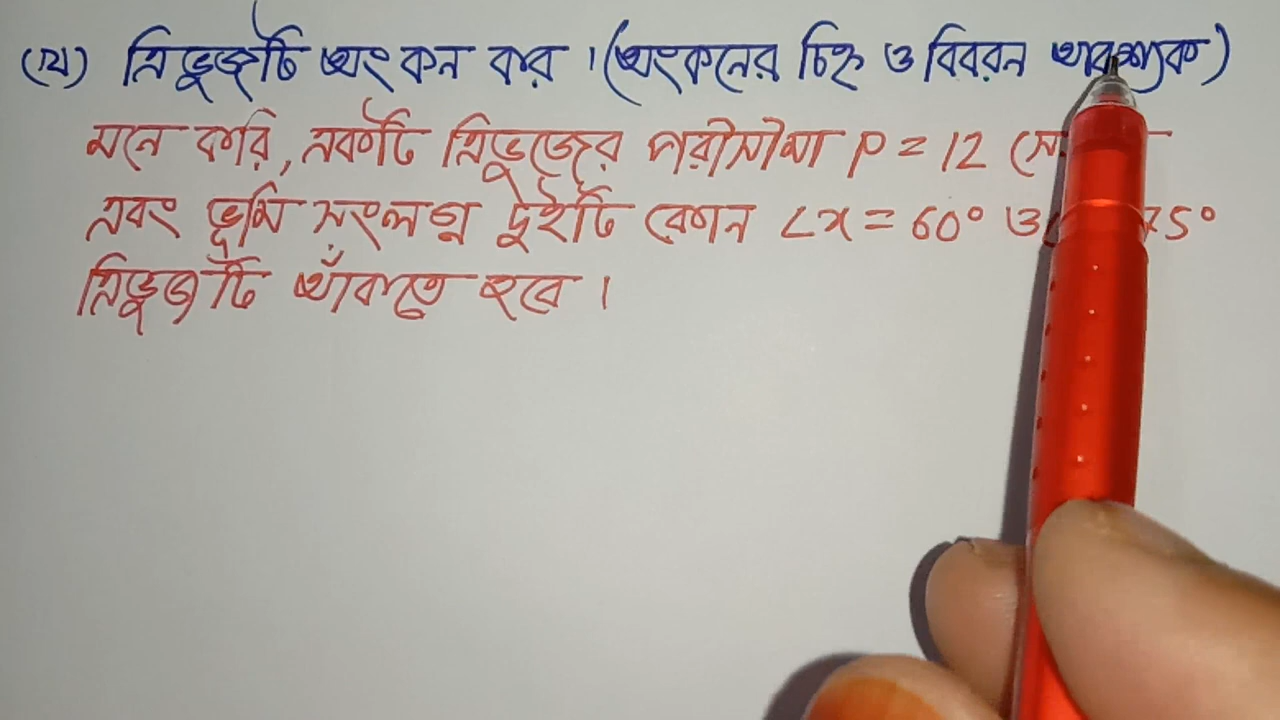 (খ) ত্রিভুজটি অংকন কর । (অংকনের চিহ্ন ও বিবরন আবশ্যক)
মনে করি, একটি ত্রিভুজের পরীসীমা P = 12
এবং ভূমি সংলগ্ন দুইটি কোন ∠x = 60° ও 75°
ত্রিভুজটি আঁকতে হবে ।